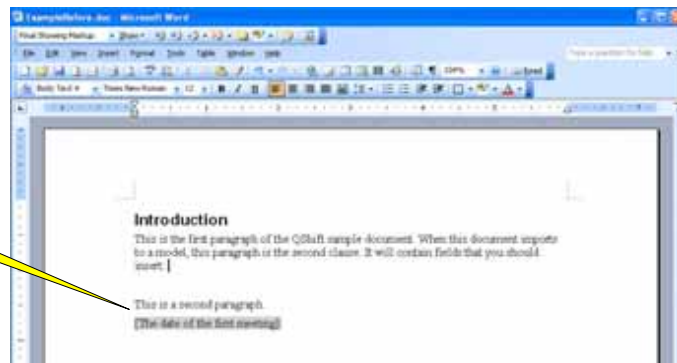 ExampleBefore.doc - Microsoft Word
Final Showing Markup Show
File Edit View Insert Format Tools Table Window Help
Type a question for help
100% Read
Body Text Times New Roman 12 B I U
Introduction
This is the first paragraph of the QShift sample document. When this document imports
to a model, this paragraph is the second clause. It will contain fields that you should
insert:
This is a second paragraph.
[The date of the first meeting]